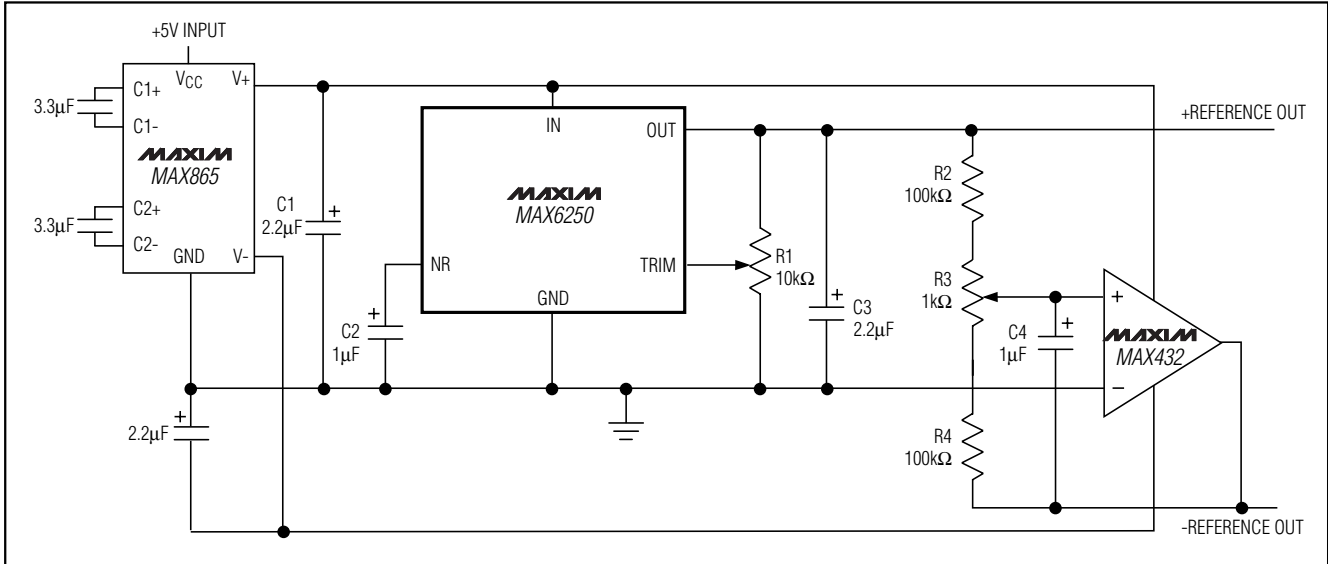 +5V INPUT
VCC
V+
C1+
3.3µF
C1-
MAXIM
MAX865
C2+
3.3µF
C2-
GND
V-
C1
+
2.2µF
IN
OUT
MAXIM
MAX6250
NR
TRIM
GND
+
C2
1µF
R1
10kΩ
+
C3
2.2µF
+REFERENCE OUT
R2
100kΩ
R3
1kΩ
+
C4
1µF
+
MAXIM
MAX432
−
+
2.2µF
R4
100kΩ
-REFERENCE OUT